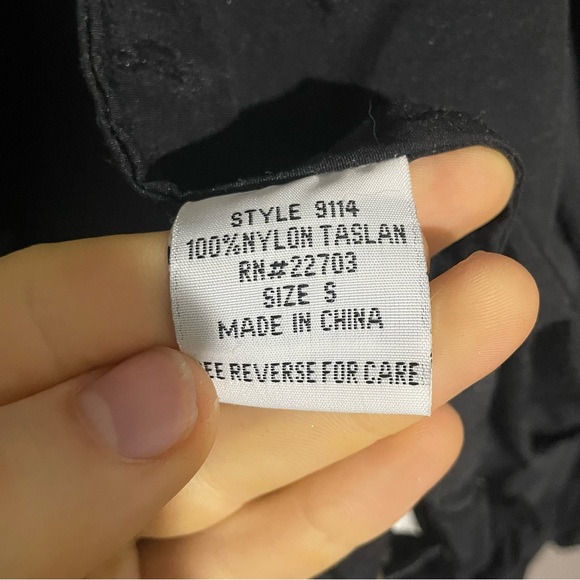 STYLE 9114
100%NYLON TASLAN
RN#22703
SIZE S
MADE IN CHINA
EE REVERSE FOR CARE